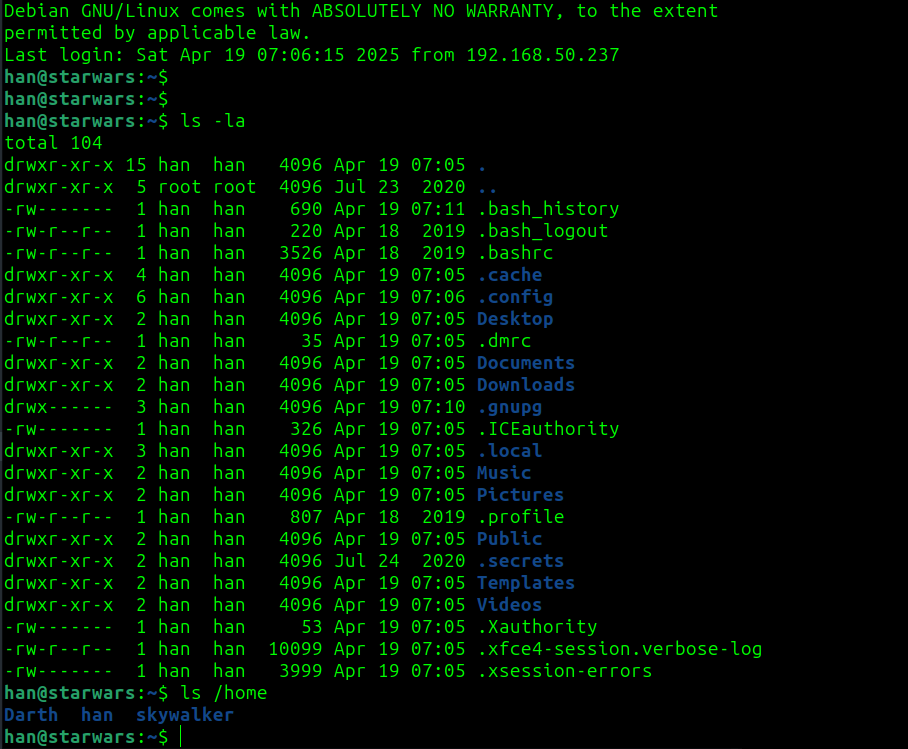 Debian GNU/Linux comes with ABSOLUTELY NO WARRANTY, to the extent
permitted by applicable law.
Last login: Sat Apr 19 07:06:15 2025 from 192.168.50.237
han@starwars:~$
han@starwars:~$
han@starwars:~$ ls -la
total 104
drwxr-xr-x 15 han  han   4096 Apr 19 07:05 .
drwxr-xr-x  5 root root  4096 Jul 23  2020 ..
-rw-------  1 han  han    690 Apr 19 07:11 .bash_history
-rw-r--r--  1 han  han    220 Apr 18  2019 .bash_logout
-rw-r--r--  1 han  han   3526 Apr 18  2019 .bashrc
drwxr-xr-x  4 han  han   4096 Apr 19 07:05 .cache
drwxr-xr-x  6 han  han   4096 Apr 19 07:06 .config
drwxr-xr-x  2 han  han   4096 Apr 19 07:05 Desktop
-rw-r--r--  1 han  han     35 Apr 19 07:05 .dmrc
drwxr-xr-x  2 han  han   4096 Apr 19 07:05 Documents
drwxr-xr-x  2 han  han   4096 Apr 19 07:05 Downloads
drwx------  3 han  han   4096 Apr 19 07:10 .gnupg
-rw-------  1 han  han    326 Apr 19 07:05 .ICEauthority
drwxr-xr-x  3 han  han   4096 Apr 19 07:05 .local
drwxr-xr-x  2 han  han   4096 Apr 19 07:05 Music
drwxr-xr-x  2 han  han   4096 Apr 19 07:05 Pictures
-rw-r--r--  1 han  han    807 Apr 18  2019 .profile
drwxr-xr-x  2 han  han   4096 Apr 19 07:05 Public
drwxr-xr-x  2 han  han   4096 Jul 24  2020 .secrets
drwxr-xr-x  2 han  han   4096 Apr 19 07:05 Templates
drwxr-xr-x  2 han  han   4096 Apr 19 07:05 Videos
-rw-------  1 han  han     53 Apr 19 07:05 .Xauthority
-rw-r--r--  1 han  han  10099 Apr 19 07:05 .xfce4-session.verbose-log
-rw-------  1 han  han   3999 Apr 19 07:05 .xsession-errors
han@starwars:~$ ls /home
Darth  han  skywalker
han@starwars:~$